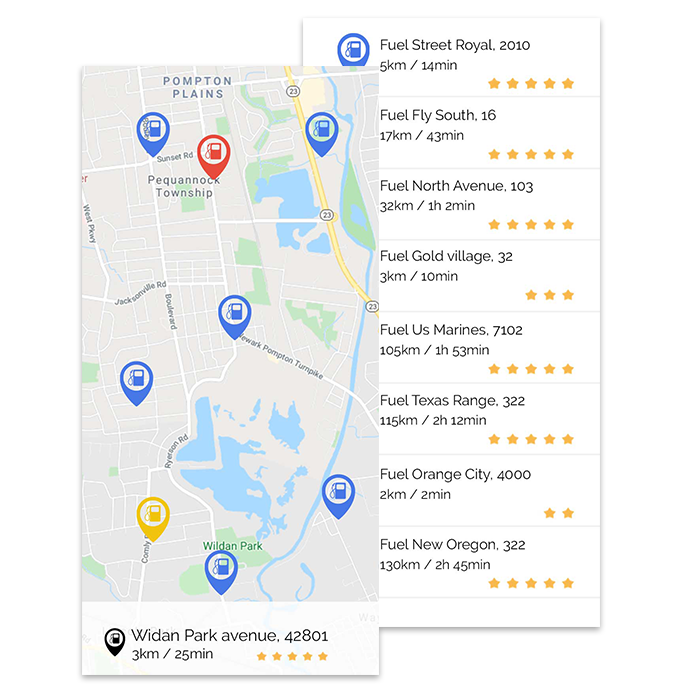 POMPTON
PLAINS
23
Sunset Rd
Pequannock
Township
23
West Pkwy
Jacksonville Rd
Boulevard
23
Newark Pompton Turnpike
Ryerson Rd
Wildan Park
Widan Park avenue, 42801
3km / 25min
Fuel Street Royal, 2010
5km / 14min
Fuel Fly South, 16
17km / 43min
Fuel North Avenue, 103
32km / 1h 2min
Fuel Gold village, 32
3km / 10min
Fuel Us Marines, 7102
105km / 1h 53min
Fuel Texas Range, 322
115km / 2h 12min
Fuel Orange City, 4000
2km / 2min
Fuel New Oregon, 322
130km / 2h 45min